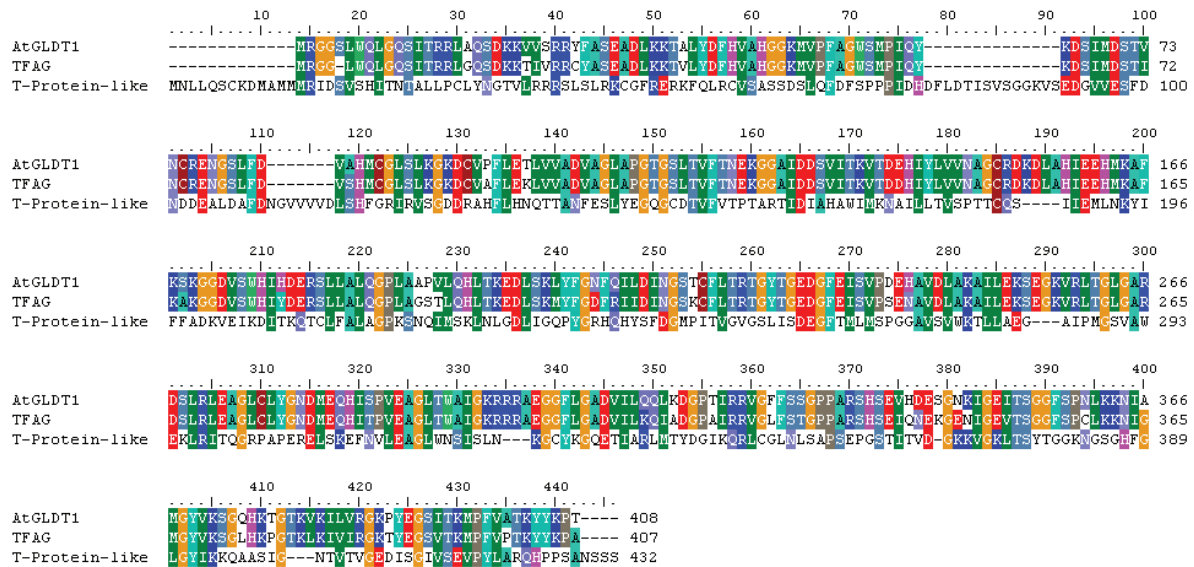 10 20 30 40 50 60 70 80 90 100
AtGLDT1 -------------MRGGSLWQLGQSITRRLAQSDKKVVSRRYFASEADLKKTALYDFHVAHGGKMVPFAGWSMPIQY--------------KDSIMDSTV 73
TFAG -------------MRGG-LWQLGQSITRRLGQSDKKTIVRRCYASEADLKKTVLYDFHVAHGGKMVPFAGWSMPIQY--------------KDSIMDSTI 72
T-Protein-like MNLLQSCKDMAMMMRIDSVSHITNTALLPCLYNGTVLRRRSLSLRKCGFRERKFQLRCVSASSDSLQFDFSPPPIDHDFLDTISVSGGKVSEDGVVESFD 100
110 120 130 140 150 160 170 180 190 200
AtGLDT1 NCRENGSLFD-------VAHMCGLSLKGKDCVPFLETLVVADVAGLAPGTGSLTVFTNEKGGAIDDSVITKVTDEHIYLVVNAGCRDKDLAHIEEHMKAF 166
TFAG NCRENGSLFD-------VSHMCGLSLKGKDCVAFLEKLVVADVAGLAPGTGSLTVFTNEKGGAIDDSVITKVTDDHIYLVVNAGCRDKDLAHIEEHMKAF 165
T-Protein-like NDDEALDAFDNGVVVVDLSHFGRIRVSGDDRAHFLHNQTTANFESLYEGQGCDTVFVTPTARTIDIAHAWIMKNAILLTVSPTTCQS----IIEMLNKYI 196
210 220 230 240 250 260 270 280 290 300
AtGLDT1 KSKGGDVSWHIHDERSLLALQGPLAAPVLQHLTKEDLSKLYFGNFQILDINGSTCFLTRTGYTGEDGFEISVPDEHAVDLAKAILEKSEGKVRLTGLGAR 266
TFAG KAKGGDVSWHIYDERSLLALQGPLAGSTLQHLTKEDLSKMYFGDFRIIDINGSKCFLTRTGYTGEDGFEISVPSENAVDLAKAILEKSEGKVRLTGLGAR 265
T-Protein-like FFADKVEIKDITKQTCLFALAGPKSNQIMSKLNLGDLIGQPYGRHQHYSFDGMPITVGVGSLISDEGFTMLMSPGGAVSVWKTLLAEG---AIPMGSVAW 293
310 320 330 340 350 360 370 380 390 400
AtGLDT1 DSLRLEAGLCLYGNDMEQHISPVEAGLTWAIGKRRRAEGGFLGADVILQQLKDGPTIRRVGFFSSGPPARSHSEVHDESGNKIGEITSGGFSPNLKKNIA 366
TFAG DSLRLEAGLCLYGNDMEQHISPVEAGLTWAIGKRRRAEGGFLGADVILKQIADGPAIRRVGLFSTGPPARSHSEIQNEKGENIGEVTSGGFSPCLKKNIG 365
T-Protein-like EKLRITQGRPAPERELSKEFNVLEAGLWNSISLN---KGCYKGQETIARLMTYDGIKQRLCGLNLSAPSEPGSTITVD-GKKVGKLTSYTGGKNGSGHFG 389
410 420 430 440
AtGLDT1 MGYVKSGQHKTGTKVKILVRGKPYEGSITKMPFVATKYYKPT---- 408
TFAG MGYVKSGLHKPGTKLKIVIRGKTYEGSVTKMPFVPTKYYKPA---- 407
T-Protein-like LGYIKKQAASIG---NTVTVGEDISGIVSEVPYLARQHPPSANSSS 432